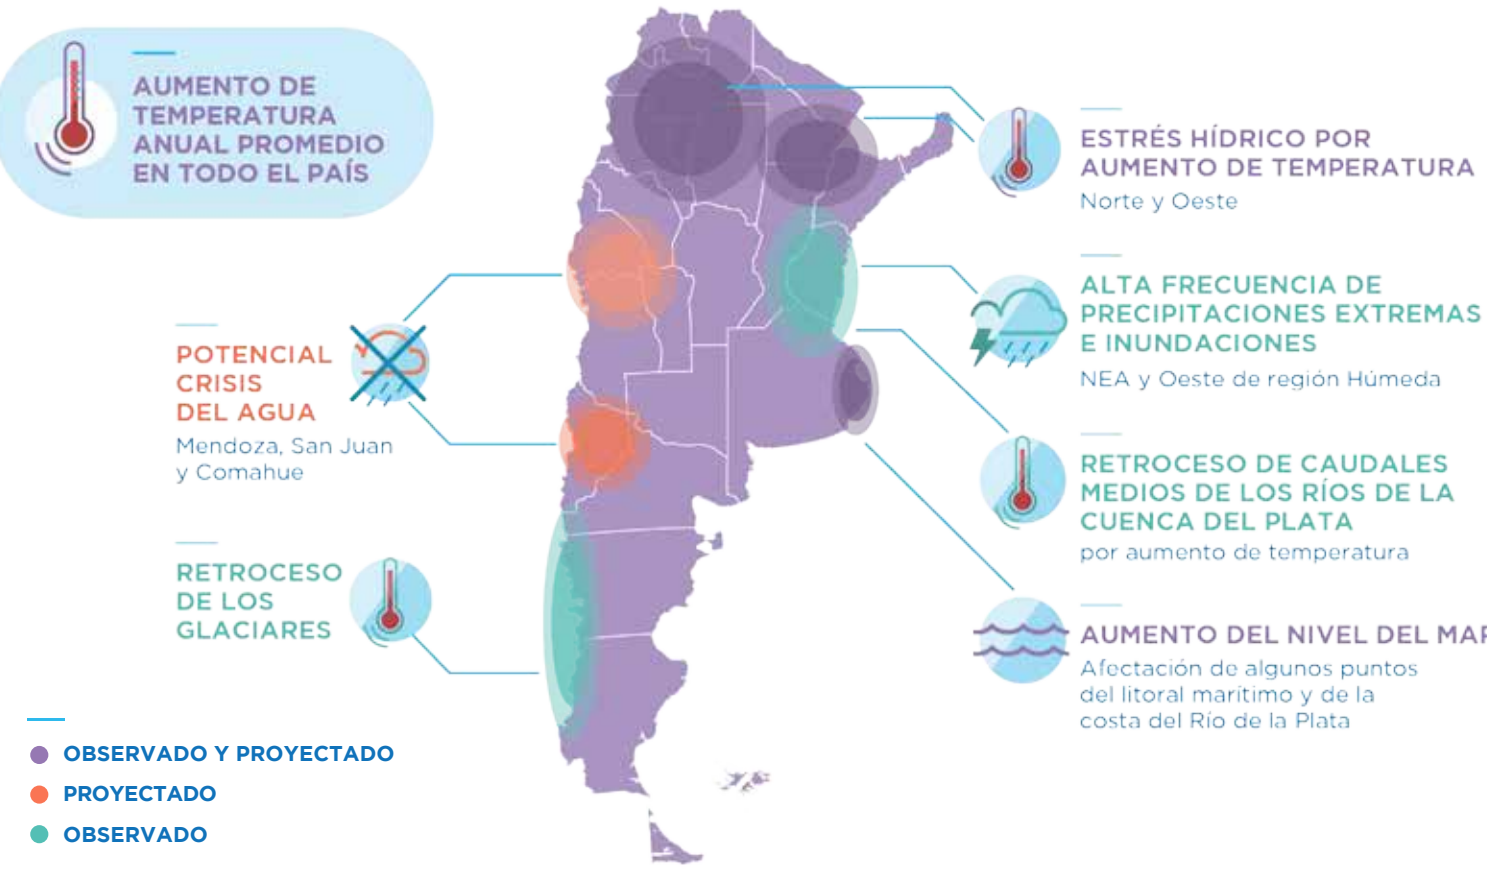 AUMENTO DE
TEMPERATURA
ANUAL PROMEDIO
EN TODO EL PAÍS
POTENCIAL
CRISIS
DEL AGUA
Mendoza, San Juan
y Comahue
RETROCESO
DE LOS
GLACIARES
ESTRÉS HÍDRICO POR
AUMENTO DE TEMPERATURA
Norte y Oeste
ALTA FRECUENCIA DE
PRECIPITACIONES EXTREMAS
E INUNDACIONES
NEA y Oeste de región Húmeda
RETROCESO DE CAUDALES
MEDIOS DE LOS RÍOS DE LA
CUENCA DEL PLATA
por aumento de temperatura
AUMENTO DEL NIVEL DEL MAR
Afectación de algunos puntos
del litoral marítimo y de la
costa del Río de la Plata
OBSERVADO Y PROYECTADO
PROYECTADO
OBSERVADO